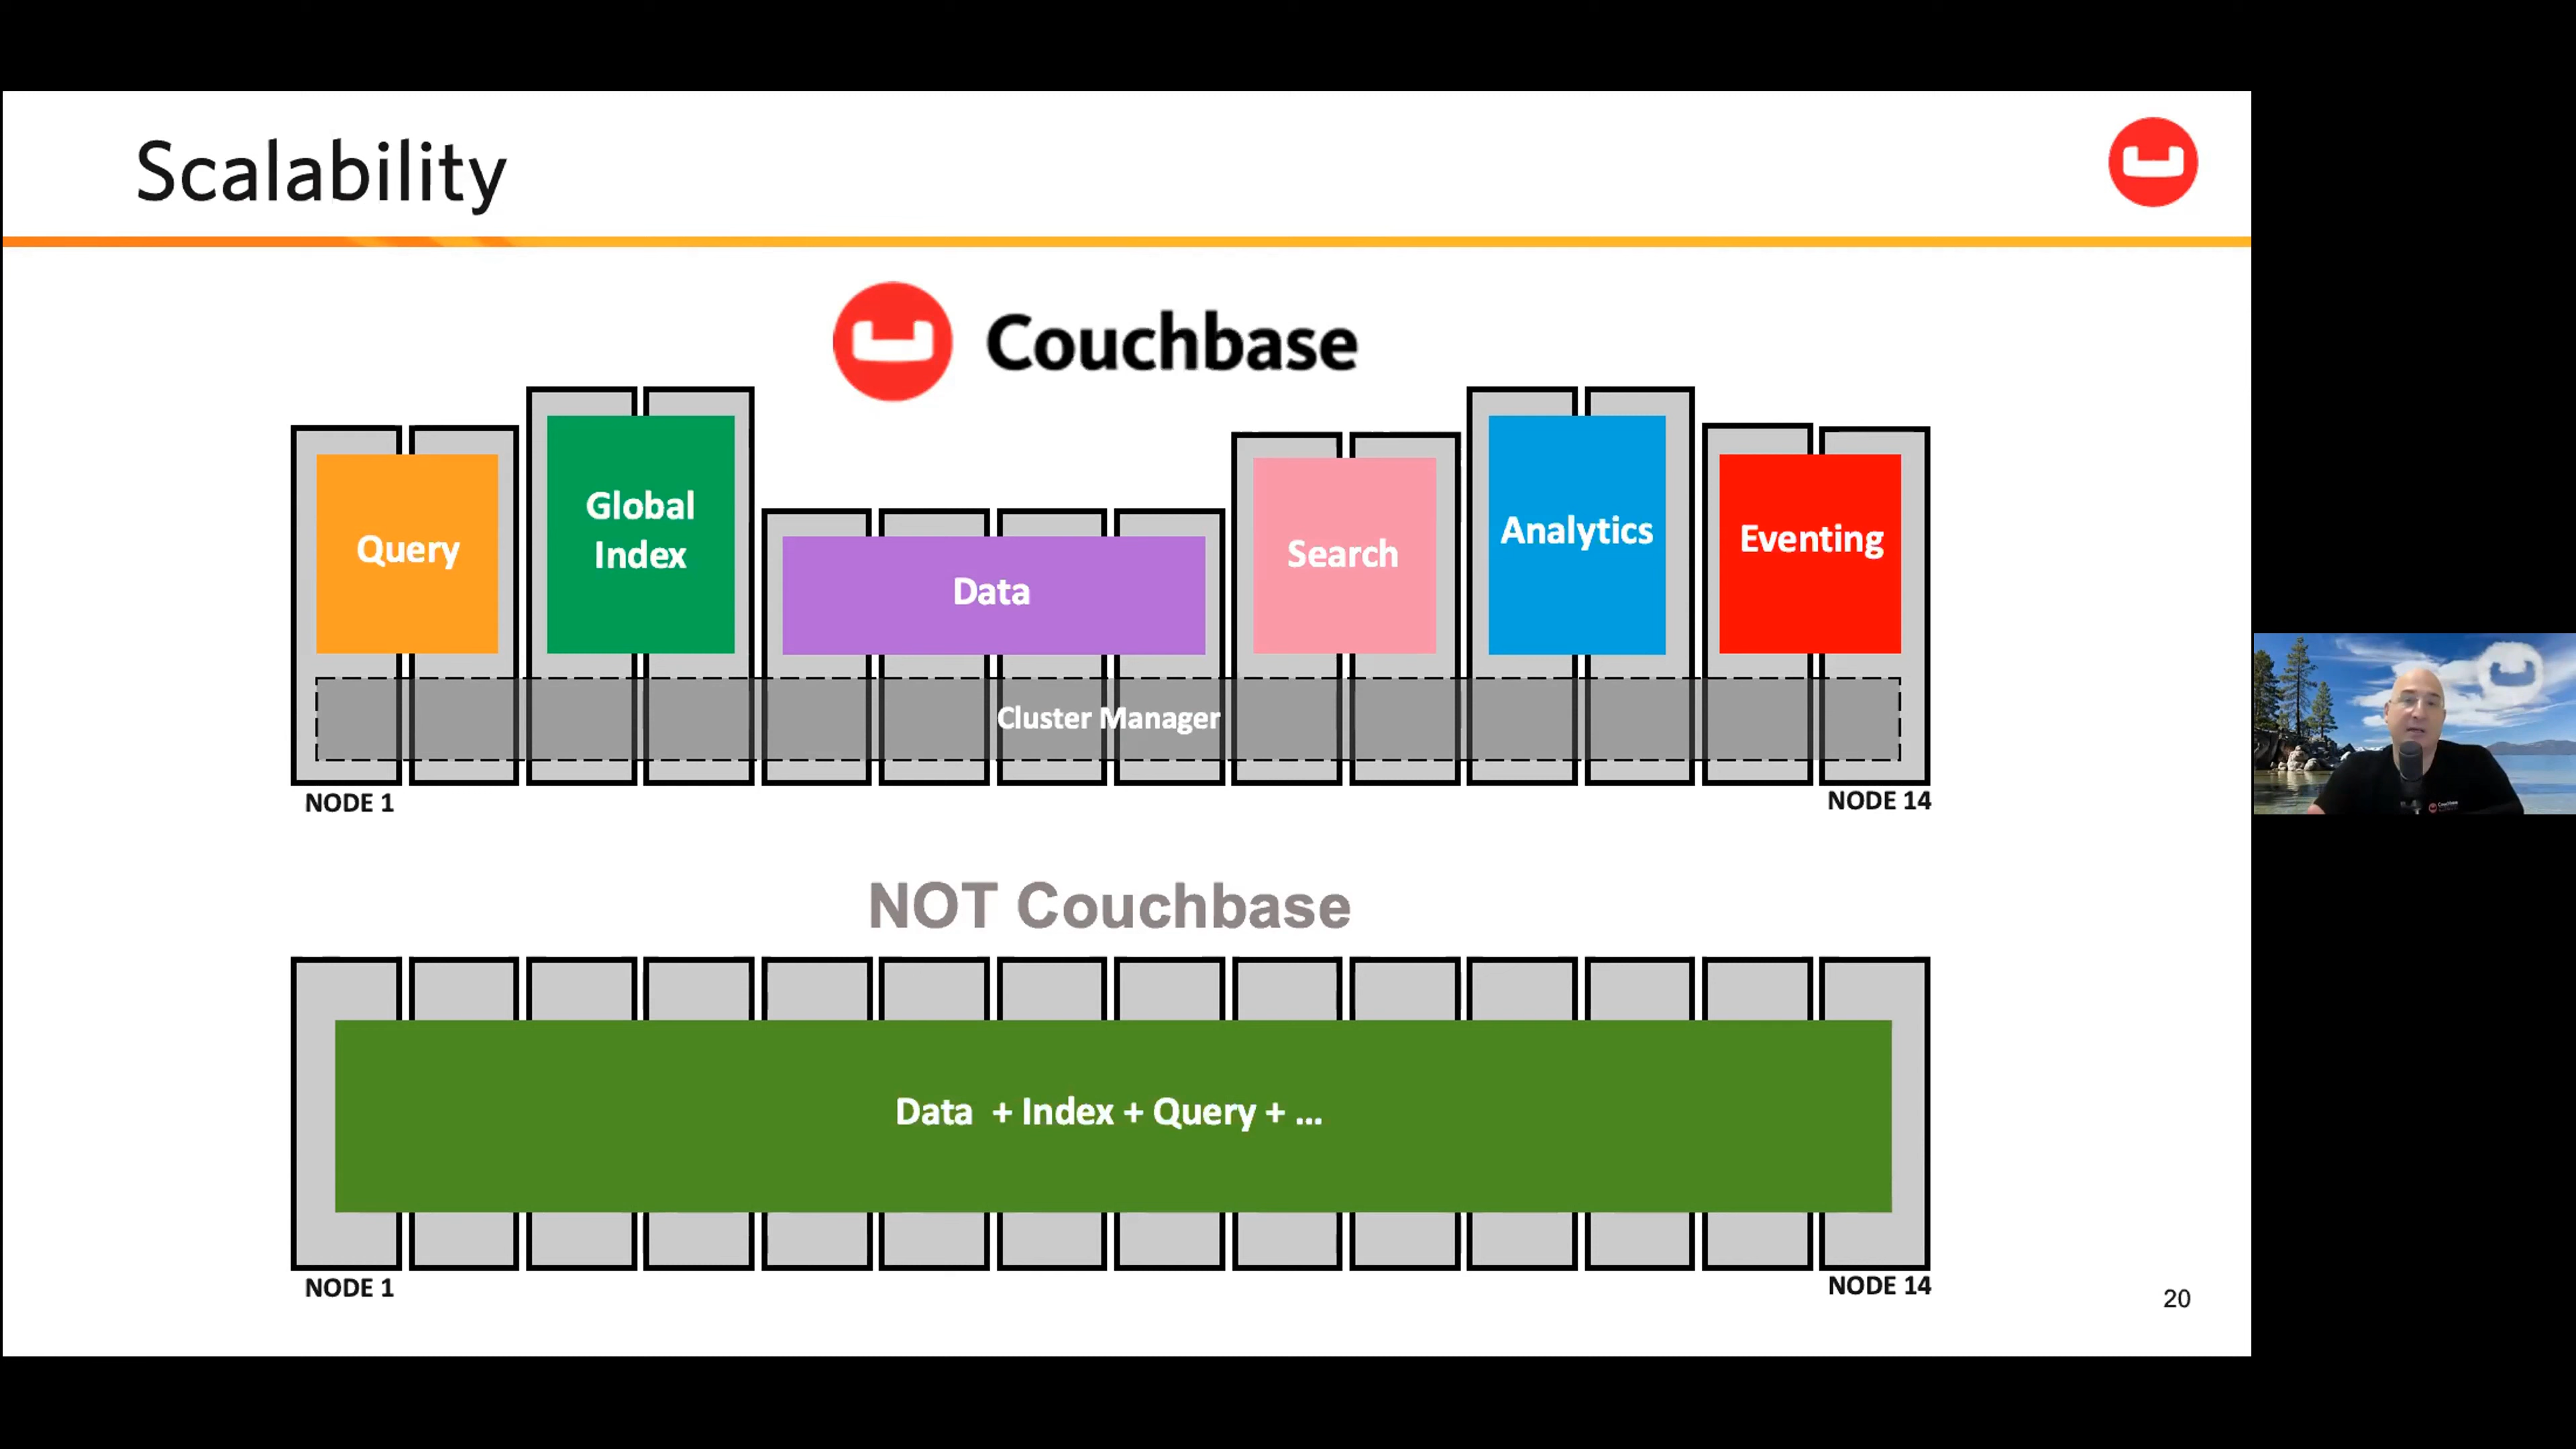 Scalability
Couchbase
Query
Global
Index
Data
Search
Analytics
Eventing
Cluster Manager
NODE 1
NODE 14
NOT Couchbase
Data + Index + Query + ...
NODE 1
NODE 14
20